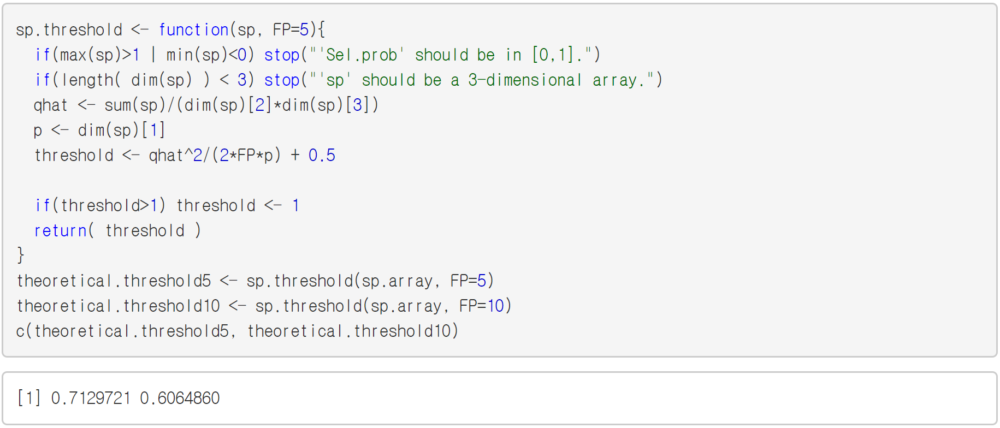 sp.threshold <- function(sp, FP=5){
  if(max(sp)>1 | min(sp)<0) stop("'Sel.prob' should be in [0,1].")
  if(length( dim(sp) ) < 3) stop("'sp' should be a 3-dimensional array.")
  qhat <- sum(sp)/(dim(sp)[2]*dim(sp)[3])
  p <- dim(sp)[1]
  threshold <- qhat^2/(2*FP*p) + 0.5
  if(threshold>1) threshold <- 1
  return( threshold )
}
theoretical.threshold5 <- sp.threshold(sp.array, FP=5)
theoretical.threshold10 <- sp.threshold(sp.array, FP=10)
c(theoretical.threshold5, theoretical.threshold10)
[1] 0.7129721 0.6064860